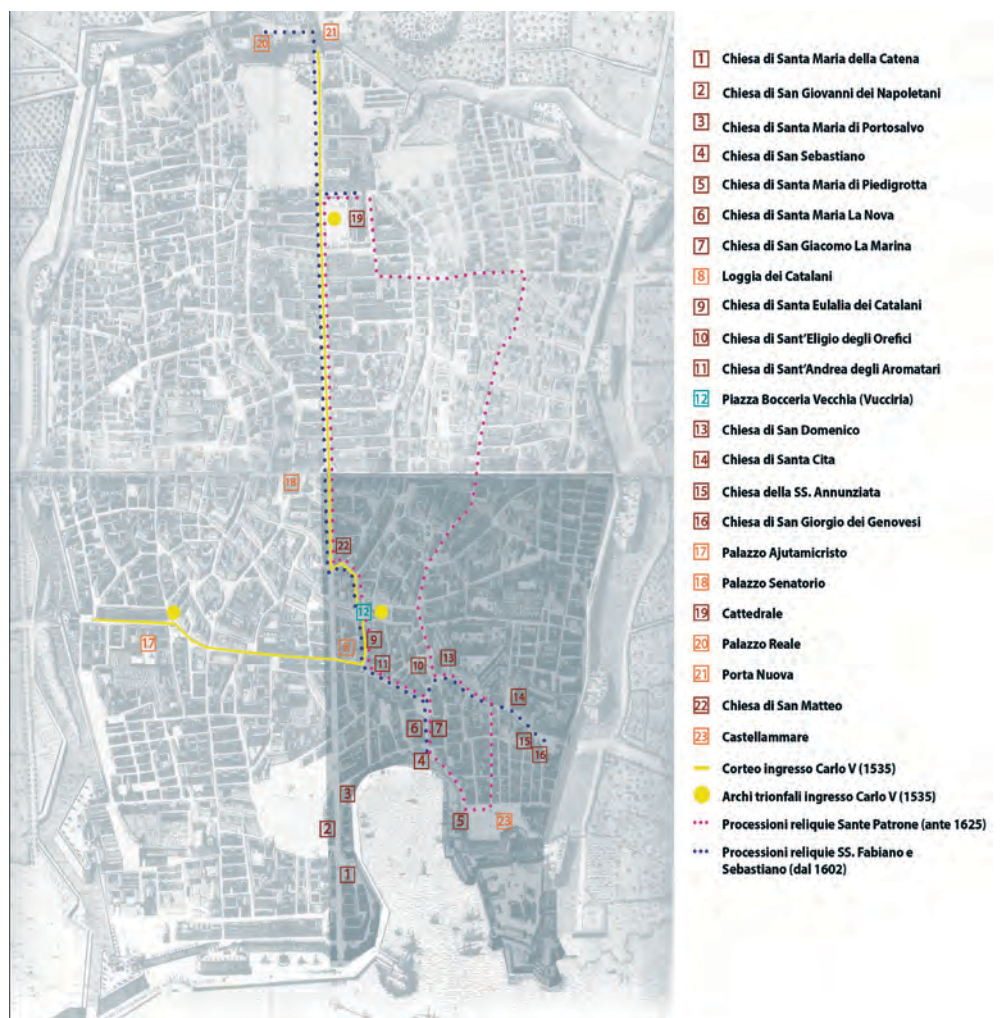 20
21
19
18
22
12
17
8
9
11
10
13
14
6
7
15
16
4
3
5
23
2
1
1 Chiesa di Santa Maria della Catena
2 Chiesa di San Giovanni dei Napoletani
3 Chiesa di Santa Maria di Portosalvo
4 Chiesa di San Sebastiano
5 Chiesa di Santa Maria di Piedigrotta
6 Chiesa di Santa Maria La Nova
7 Chiesa di San Giacomo La Marina
8 Loggia dei Catalani
9 Chiesa di Santa Eulalia dei Catalani
10 Chiesa di Sant'Eligio degli Orefici
11 Chiesa di Sant'Andrea degli Aromatari
12 Piazza Bocceria Vecchia (Vucciria)
13 Chiesa di San Domenico
14 Chiesa di Santa Cita
15 Chiesa della SS. Annunziata
16 Chiesa di San Giorgio dei Genovesi
17 Palazzo Ajutamicristo
18 Palazzo Senatorio
19 Cattedrale
20 Palazzo Reale
21 Porta Nuova
22 Chiesa di San Matteo
23 Castellammare
Corteo ingresso Carlo V (1535)
Archi trionfali ingresso Carlo V (1535)
Processioni reliquie Sante Patrone (ante 1625)
Processioni reliquie SS. Fabiano e
Sebastiano (dal 1602)